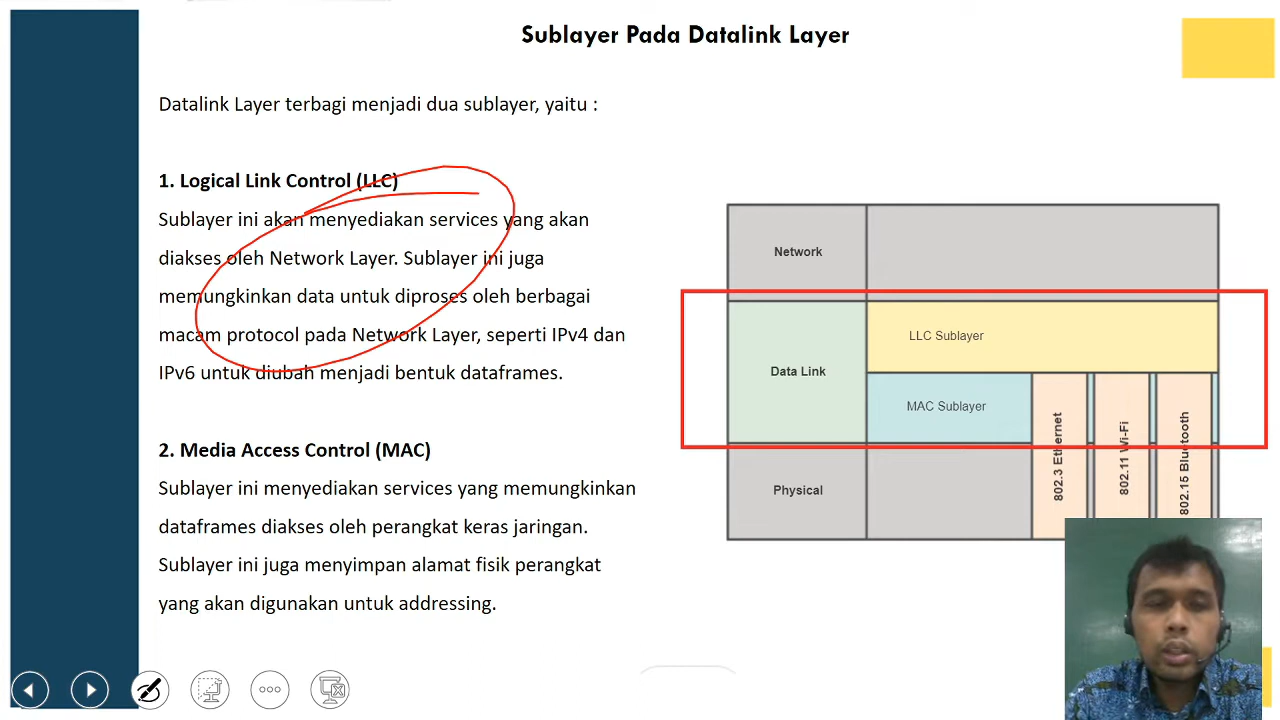 Sublayer Pada Datalink Layer
Datalink Layer terbagi menjadi dua sublayer, yaitu :
1. Logical Link Control (LLC)
Sublayer ini akan menyediakan services yang akan
diakses oleh Network Layer. Sublayer ini juga
memungkinkan data untuk diproses oleh berbagai
macam protocol pada Network Layer, seperti IPv4 dan
IPv6 untuk diubah menjadi bentuk dataframes.
2. Media Access Control (MAC)
Sublayer ini menyediakan services yang memungkinkan
dataframes diakses oleh perangkat keras jaringan.
Sublayer ini juga menyimpan alamat fisik perangkat
yang akan digunakan untuk addressing.
Network
Data Link
LLC Sublayer
MAC Sublayer
Physical
802.3 Ethernet
802.11 Wi-Fi
802.15 Bluetooth